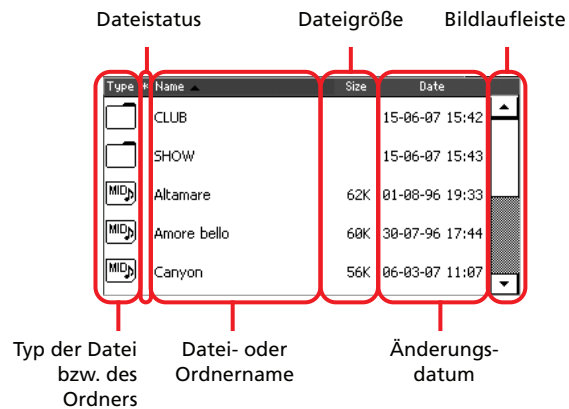 Dateistatus Dateigröße Bildlaufleiste
Type * Name Size Date
CLUB 15-06-07 15:42
SHOW 15-06-07 15:43
MID Altamare 62K 01-08-96 19:33
MID Amore bello 60K 30-07-96 17:44
MID Canyon 56K 06-03-07 11:07
Typ der Datei
bzw. des
Ordners
Datei- oder
Ordnername
Änderungs-
datum